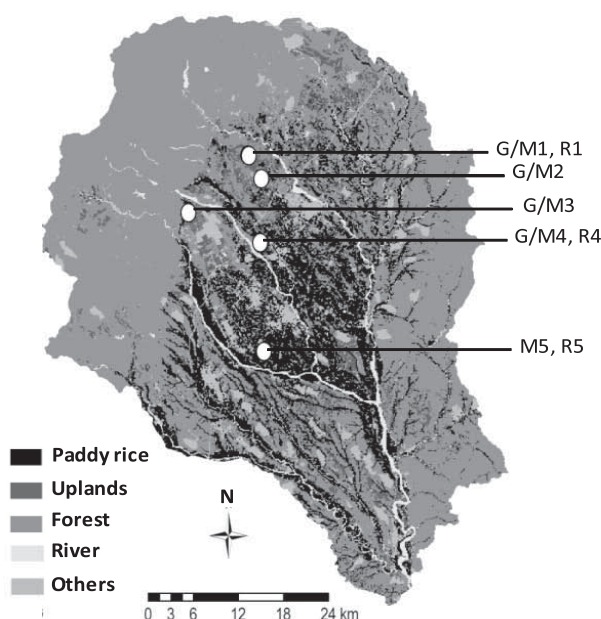 G/M1, R1
G/M2
G/M3
G/M4, R4
M5, R5
Paddy rice
Uplands
Forest
River
Others
N
0 3 6 12 18 24 km